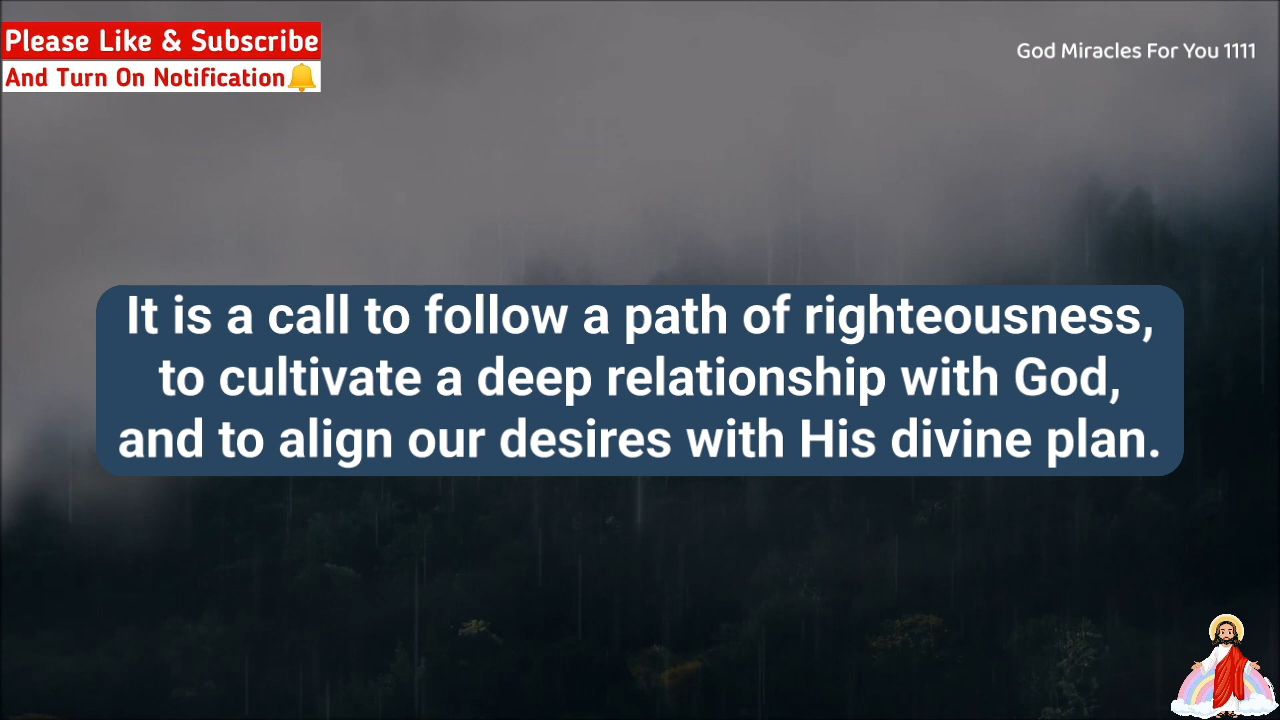 Please Like & Subscribe
And Turn On Notification
God Miracles For You 1111
It is a call to follow a path of righteousness,
to cultivate a deep relationship with God,
and to align our desires with His divine plan.